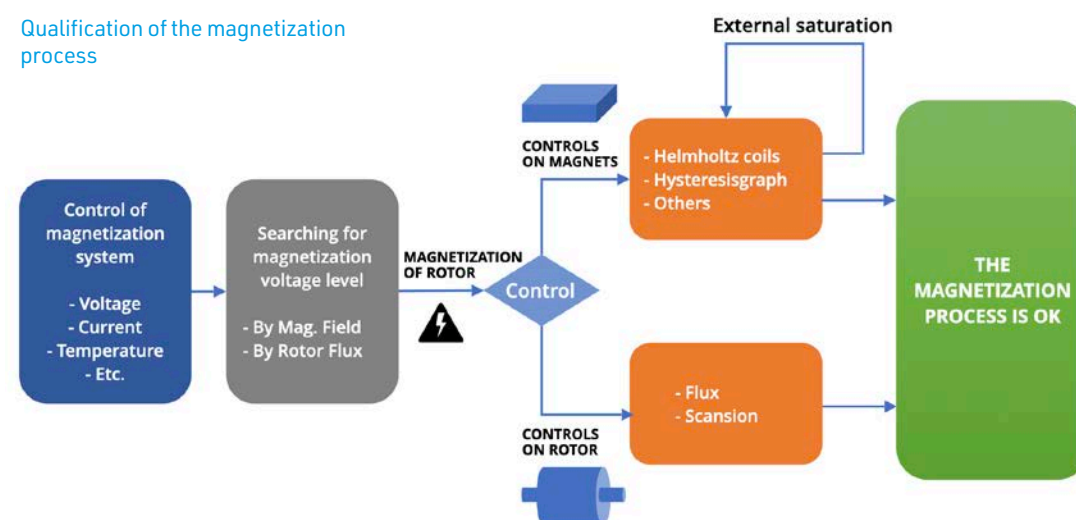 Qualification of the magnetization
process
External saturation
Control of
magnetization
system
- Voltage
- Current
- Temperature
- Etc.
Searching for
magnetization
voltage level
- By Mag. Field
- By Rotor Flux
MAGNETIZATION
OF ROTOR
Control
CONTROLS
ON MAGNETS
- Helmholtz coils
- Hysteresisgraph
- Others
CONTROLS
ON ROTOR
- Flux
- Scansion
THE
MAGNETIZATION
PROCESS IS OK